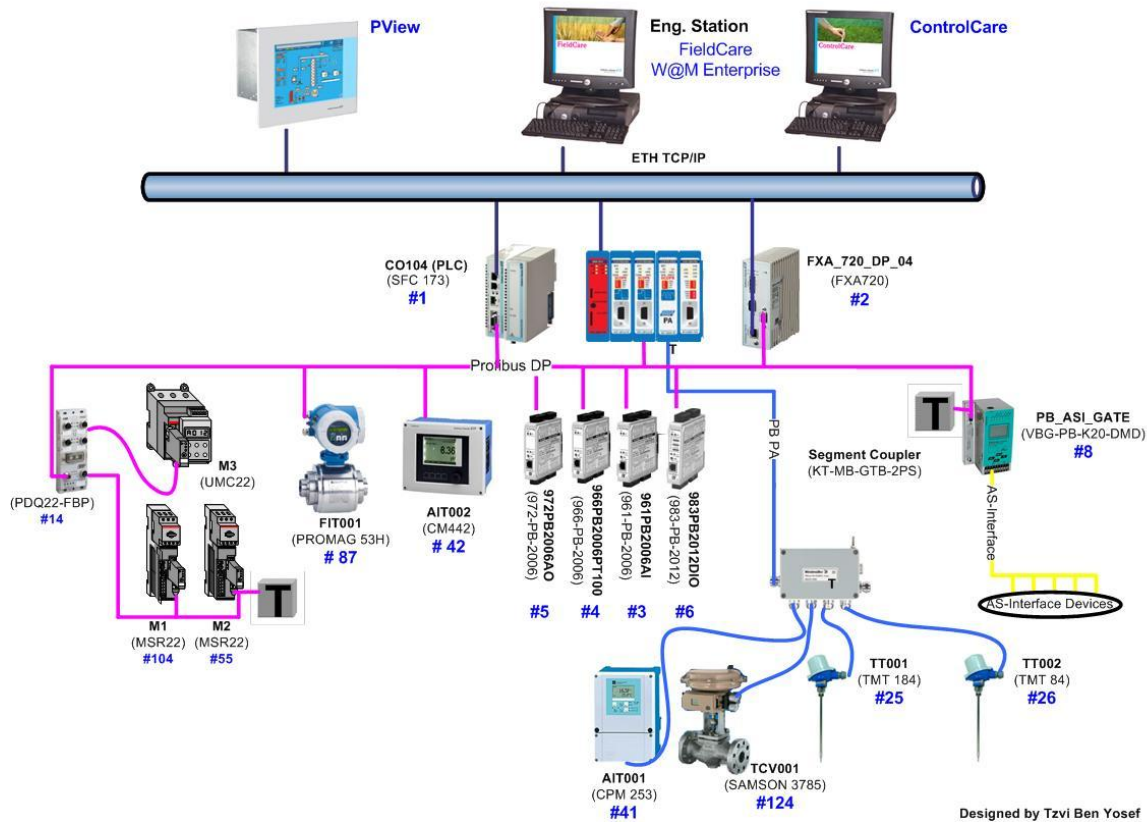 PView
Eng. Station
FieldCare
W@M Enterprise
ControlCare
FieldCare
ControlCare
ETH TCP/IP
CO104 (PLC)
(SFC 173)
#1
PA
T
FXA_720_DP_04
(FXA720)
#2
Profibus DP
PB PA
T
PB_ASI_GATE
(VBG-PB-K20-DMD)
#8
Segment Coupler
(KT-MB-GTB-2PS)
AS-Interface
AS-Interface Devices
M3
(UMC22)
(PDQ22-FBP)
#14
FIT001
(PROMAG 53H)
# 87
8.36
AIT002
(CM442)
# 42
972PB2006AO
(972-PB-2006)
#5
966PB2006PT100
(966-PB-2006)
#4
961PB2006AI
(961-PB-2006)
#3
983PB2012DIO
(983-PB-2012)
#6
T
T
M1
(MSR22)
#104
M2
(MSR22)
#55
TT001
(TMT 184)
#25
TT002
(TMT 84)
#26
AIT001
(CPM 253)
#41
TCV001
(SAMSON 3785)
#124
Designed by Tzvi Ben Yosef